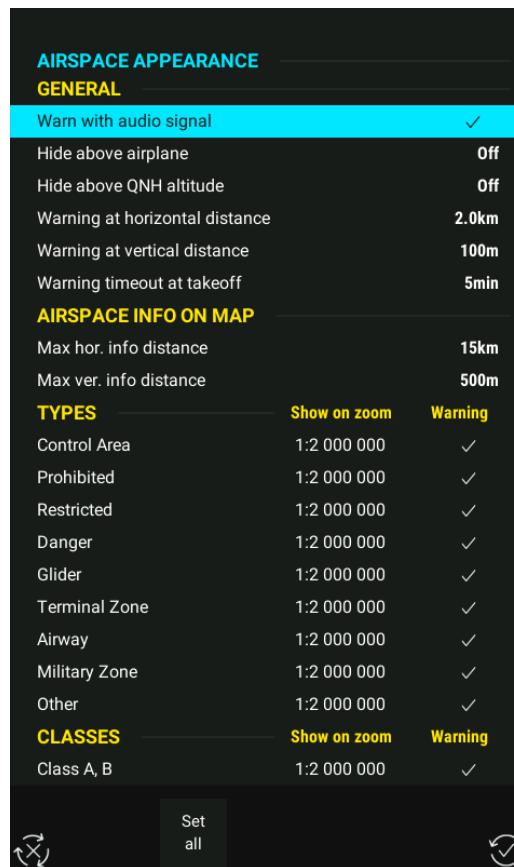 AIRSPACE APPEARANCE
GENERAL
Warn with audio signal ✓
Hide above airplane Off
Hide above QNH altitude Off
Warning at horizontal distance 2.0km
Warning at vertical distance 100m
Warning timeout at takeoff 5min
AIRSPACE INFO ON MAP
Max hor. info distance 15km
Max ver. info distance 500m
TYPES Show on zoom Warning
Control Area 1:2 000 000 ✓
Prohibited 1:2 000 000 ✓
Restricted 1:2 000 000 ✓
Danger 1:2 000 000 ✓
Glider 1:2 000 000 ✓
Terminal Zone 1:2 000 000 ✓
Airway 1:2 000 000 ✓
Military Zone 1:2 000 000 ✓
Other 1:2 000 000 ✓
CLASSES Show on zoom Warning
Class A, B 1:2 000 000 ✓
Set
all